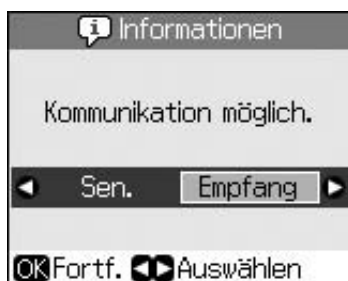 Informationen
Kommunikation möglich.
Sen. Empfang
OK Fortf. Auswählen